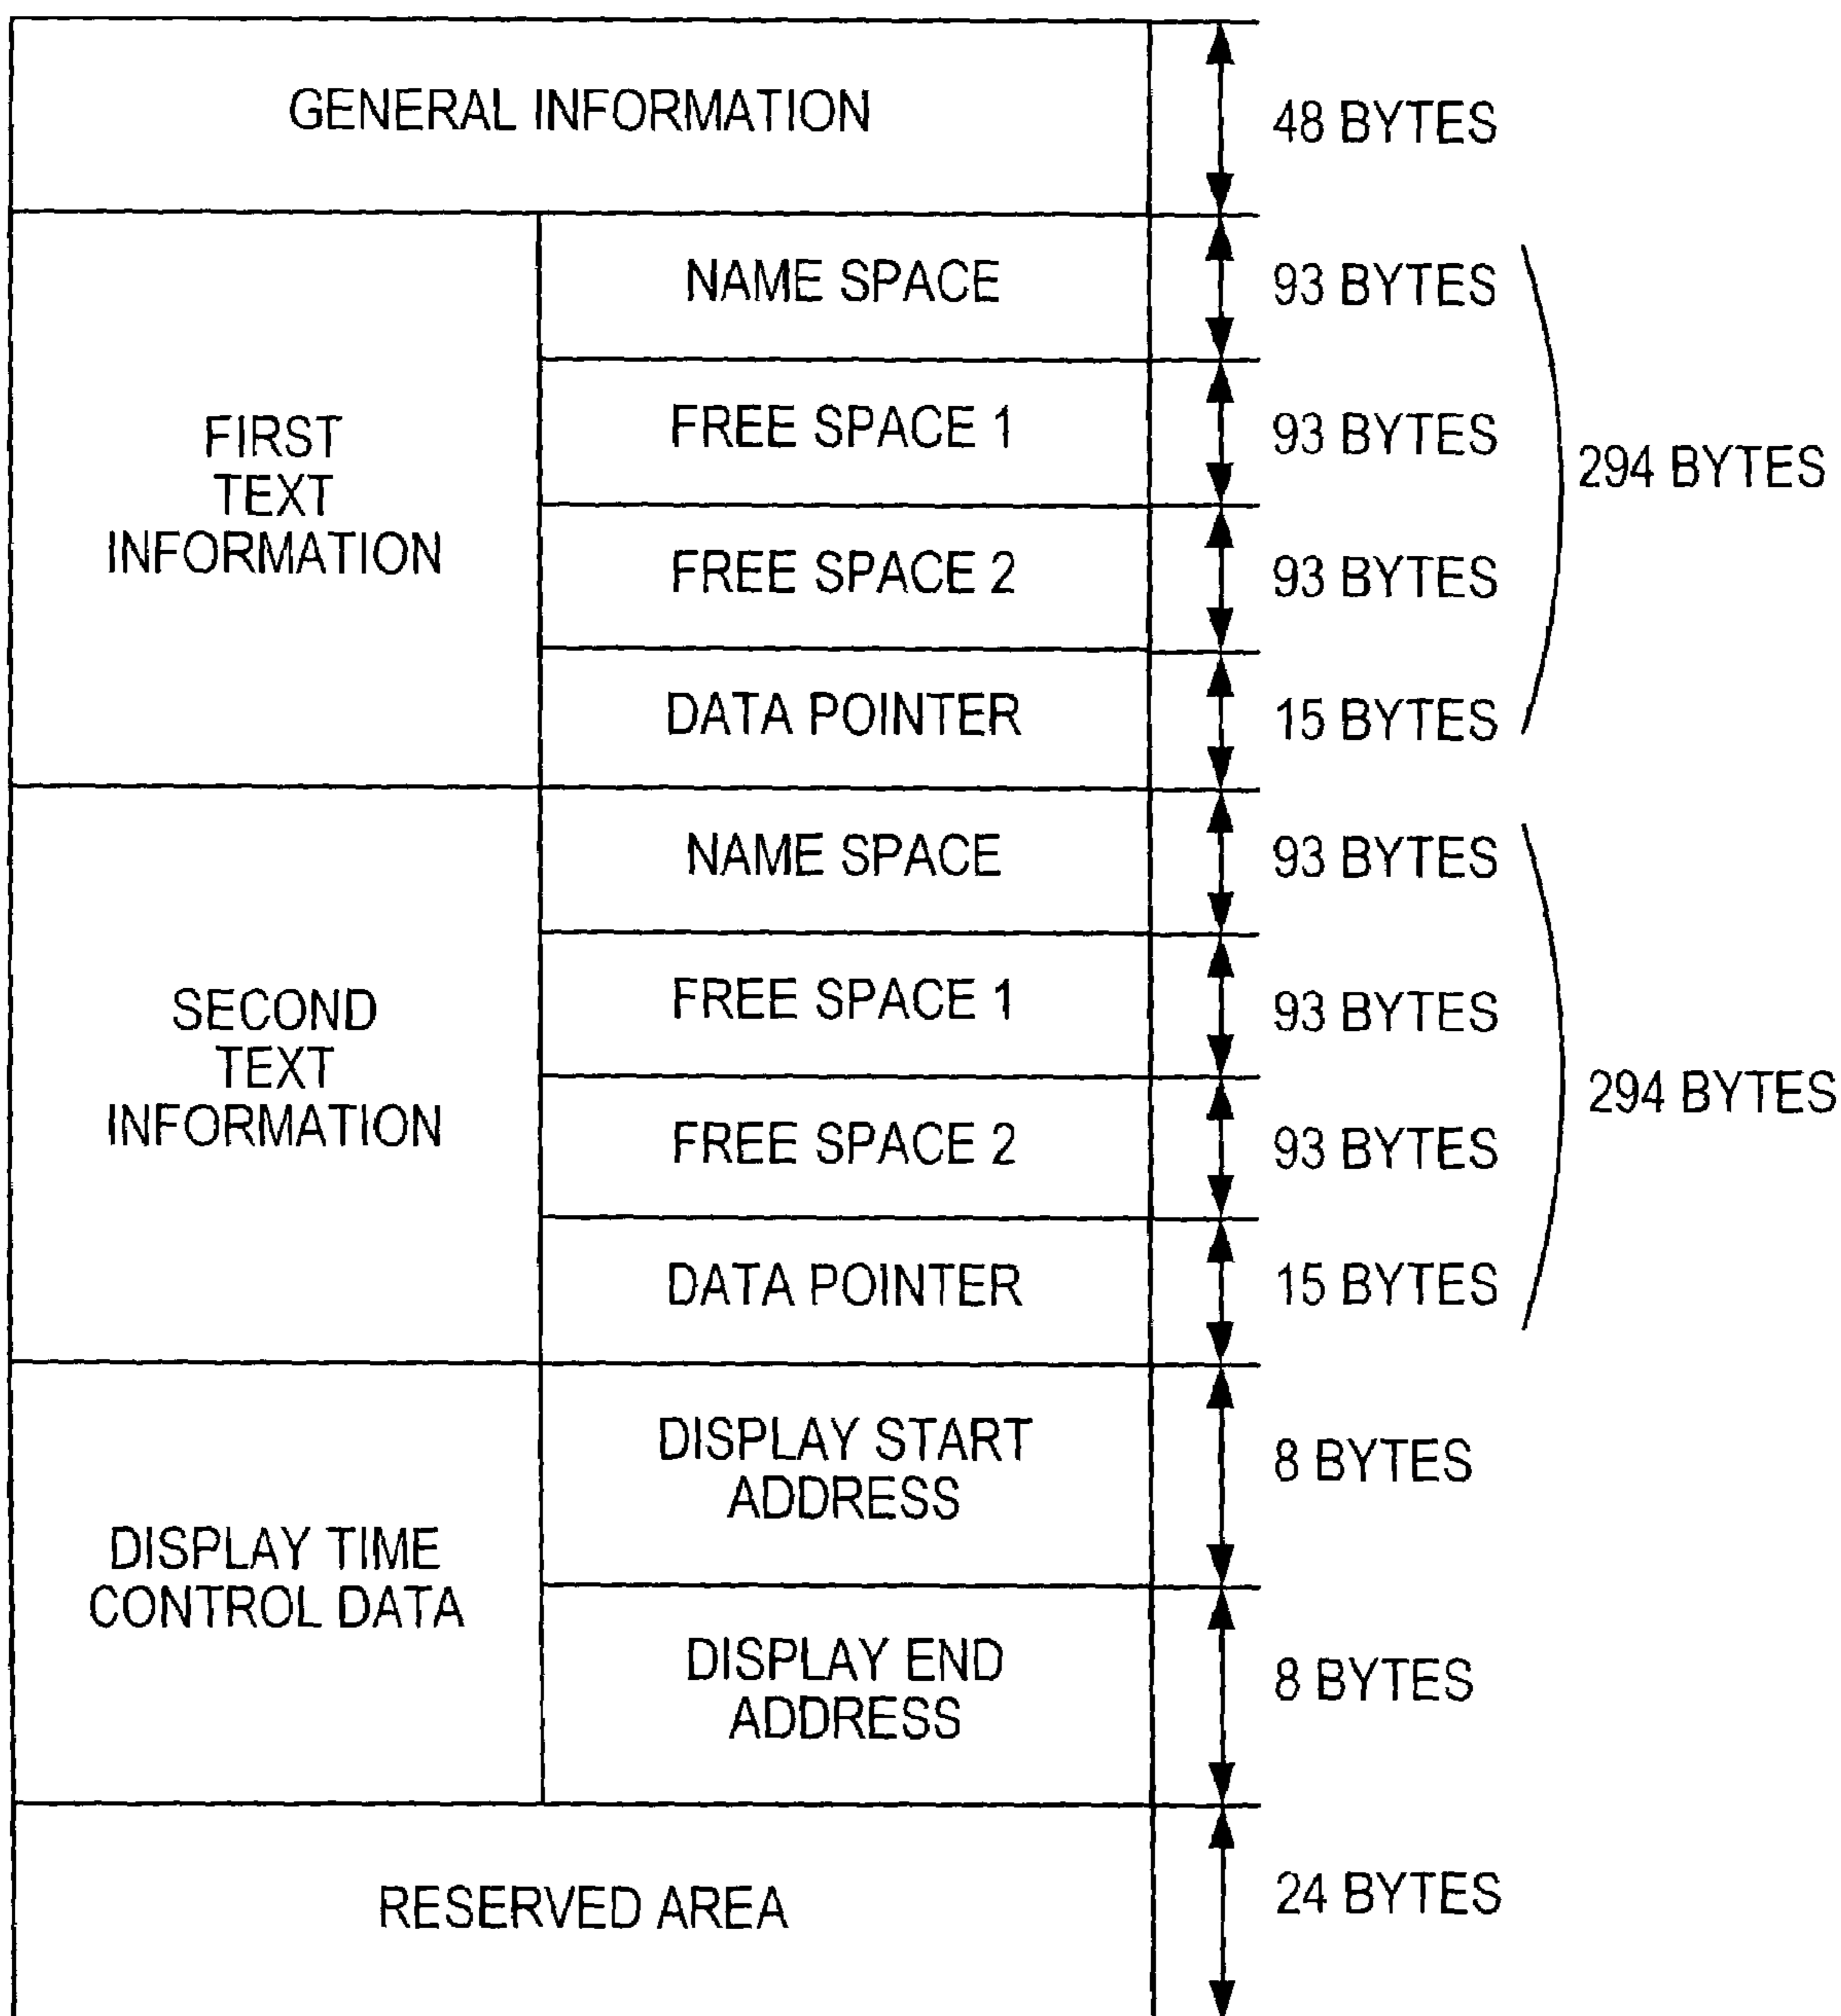 GENERAL INFORMATION
48 BYTES
FIRST
TEXT
INFORMATION
NAME SPACE
93 BYTES
FREE SPACE 1
93 BYTES
FREE SPACE 2
93 BYTES
DATA POINTER
15 BYTES
294 BYTES
SECOND
TEXT
INFORMATION
NAME SPACE
93 BYTES
FREE SPACE 1
93 BYTES
FREE SPACE 2
93 BYTES
DATA POINTER
15 BYTES
294 BYTES
DISPLAY TIME
CONTROL DATA
DISPLAY START
ADDRESS
8 BYTES
DISPLAY END
ADDRESS
8 BYTES
RESERVED AREA
24 BYTES